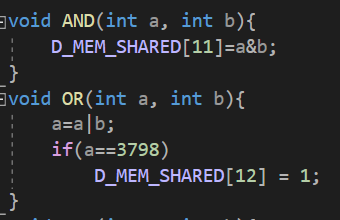 void AND(int a, int b){
D_MEM_SHARED[11]=a&b;
}
void OR(int a, int b){
a=a|b;
if(a==3798)
D_MEM_SHARED[12] = 1;
}